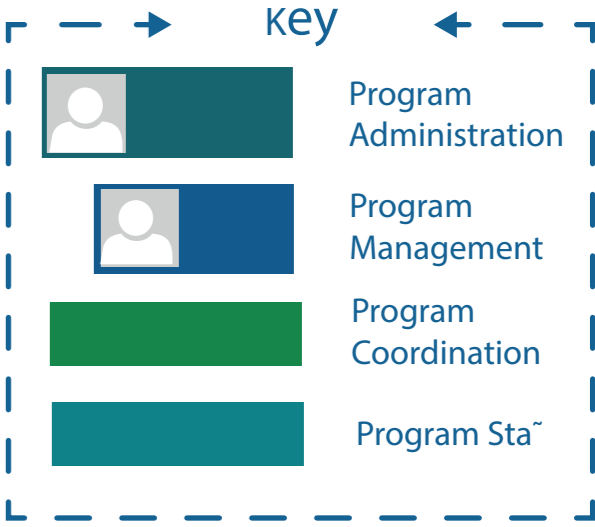 Key
Program
Administration
Program
Management
Program
Coordination
Program Sta˜